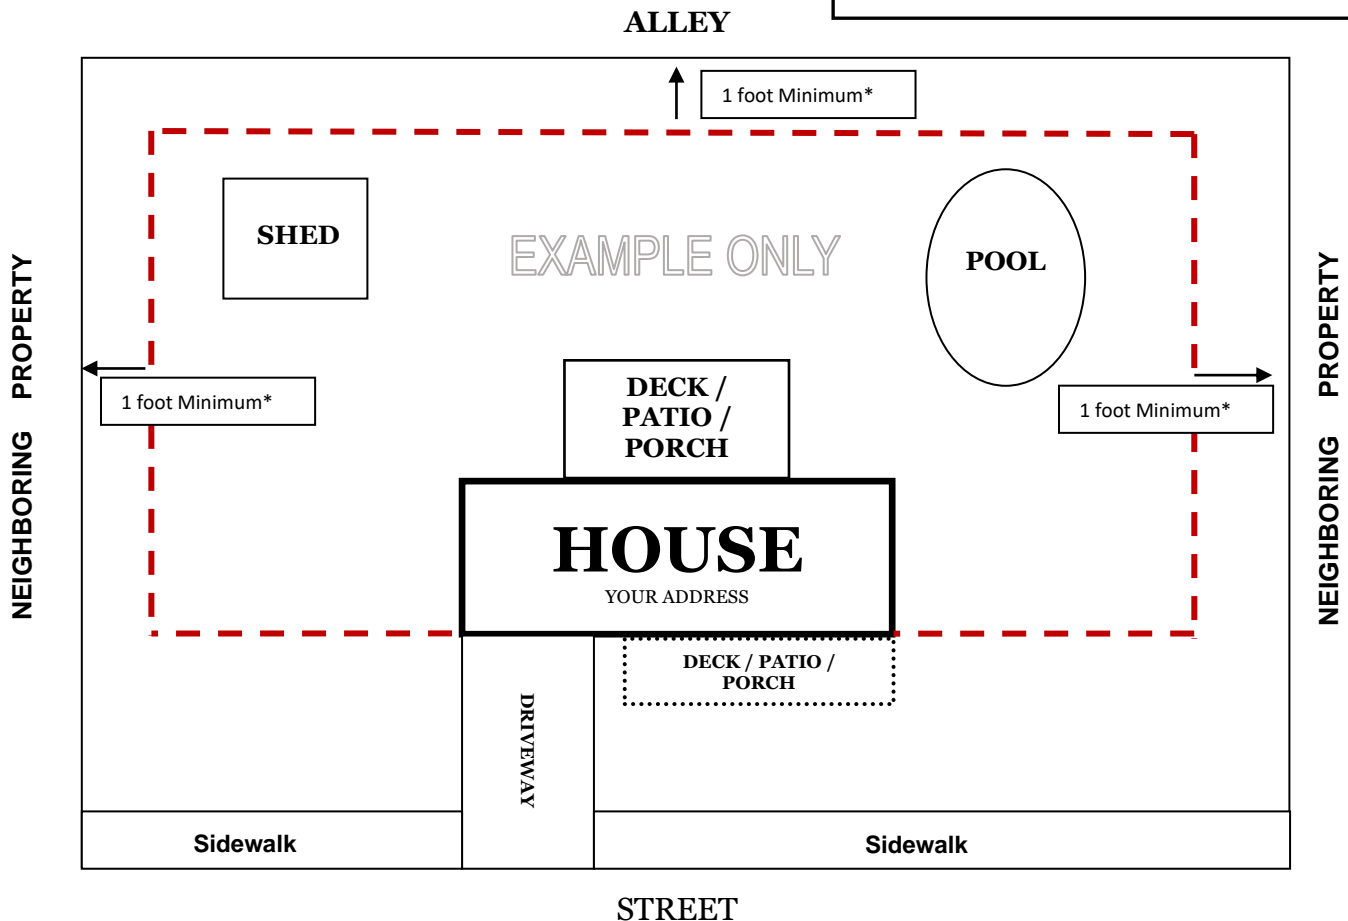 ALLEY
1 foot Minimum*
SHED
EXAMPLE ONLY
POOL
NEIGHBORING PROPERTY
NEIGHBORING PROPERTY
1 foot Minimum*
DECK /
PATIO /
PORCH
1 foot Minimum*
HOUSE
YOUR ADDRESS
DECK / PATIO /
PORCH
DRIVEWAY
Sidewalk
Sidewalk
STREET